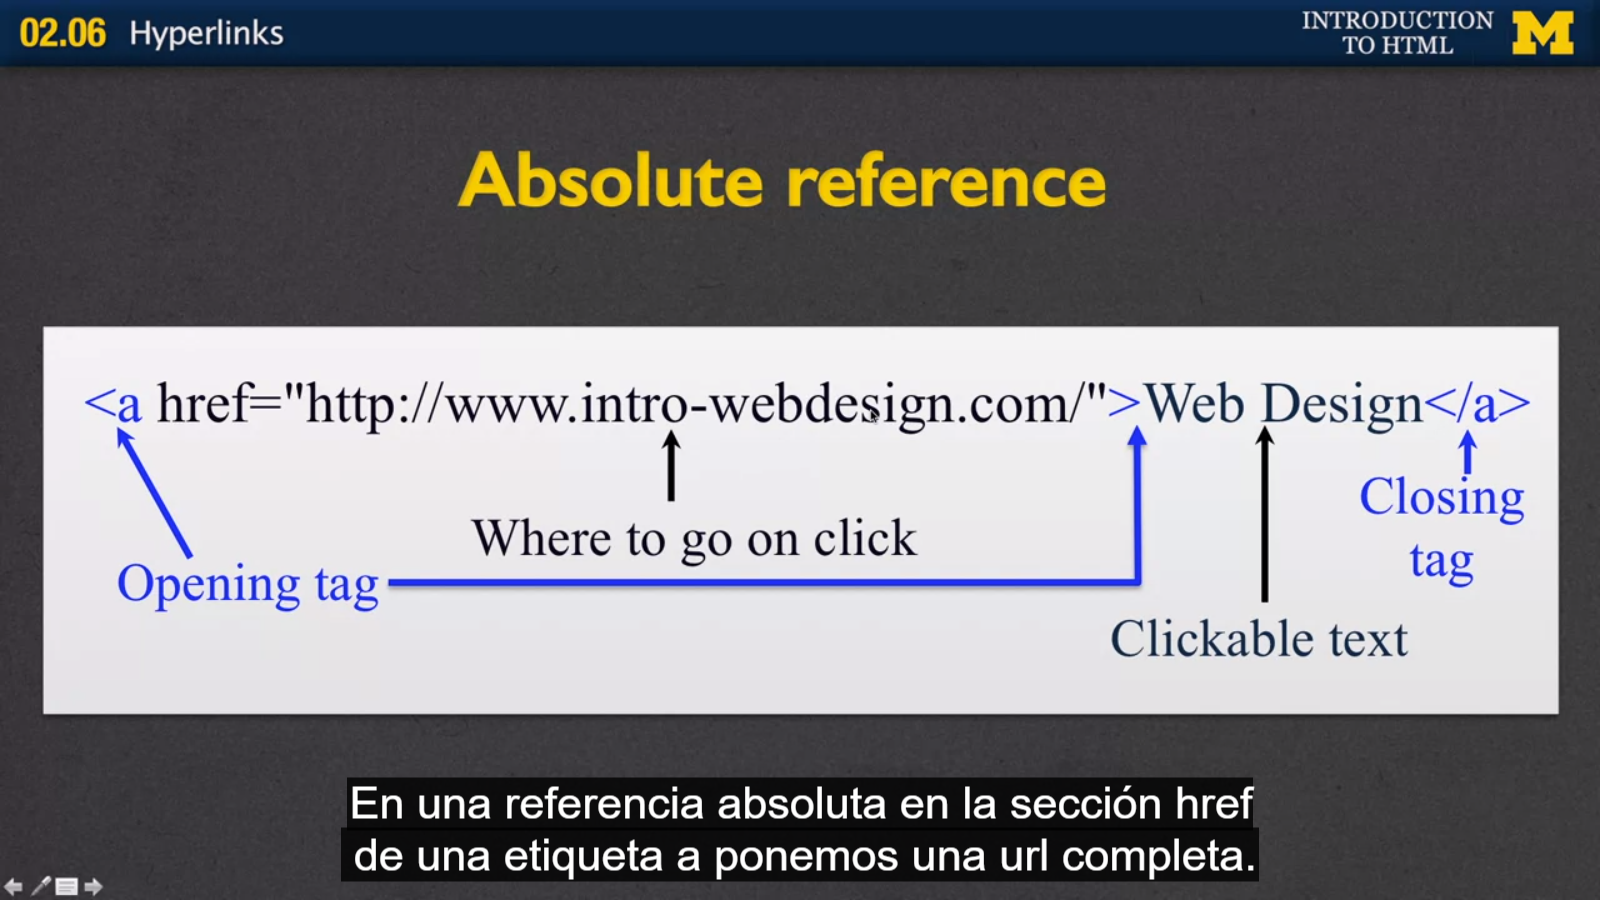 02.06 Hyperlinks
INTRODUCTION
TO HTML
M
Absolute reference
<a href="http://www.intro-webdesign.com/">Web Design</a>
Where to go on click
Closing
tag
Opening tag
Clickable text
En una referencia absoluta en la sección href
de una etiqueta a ponemos una url completa.